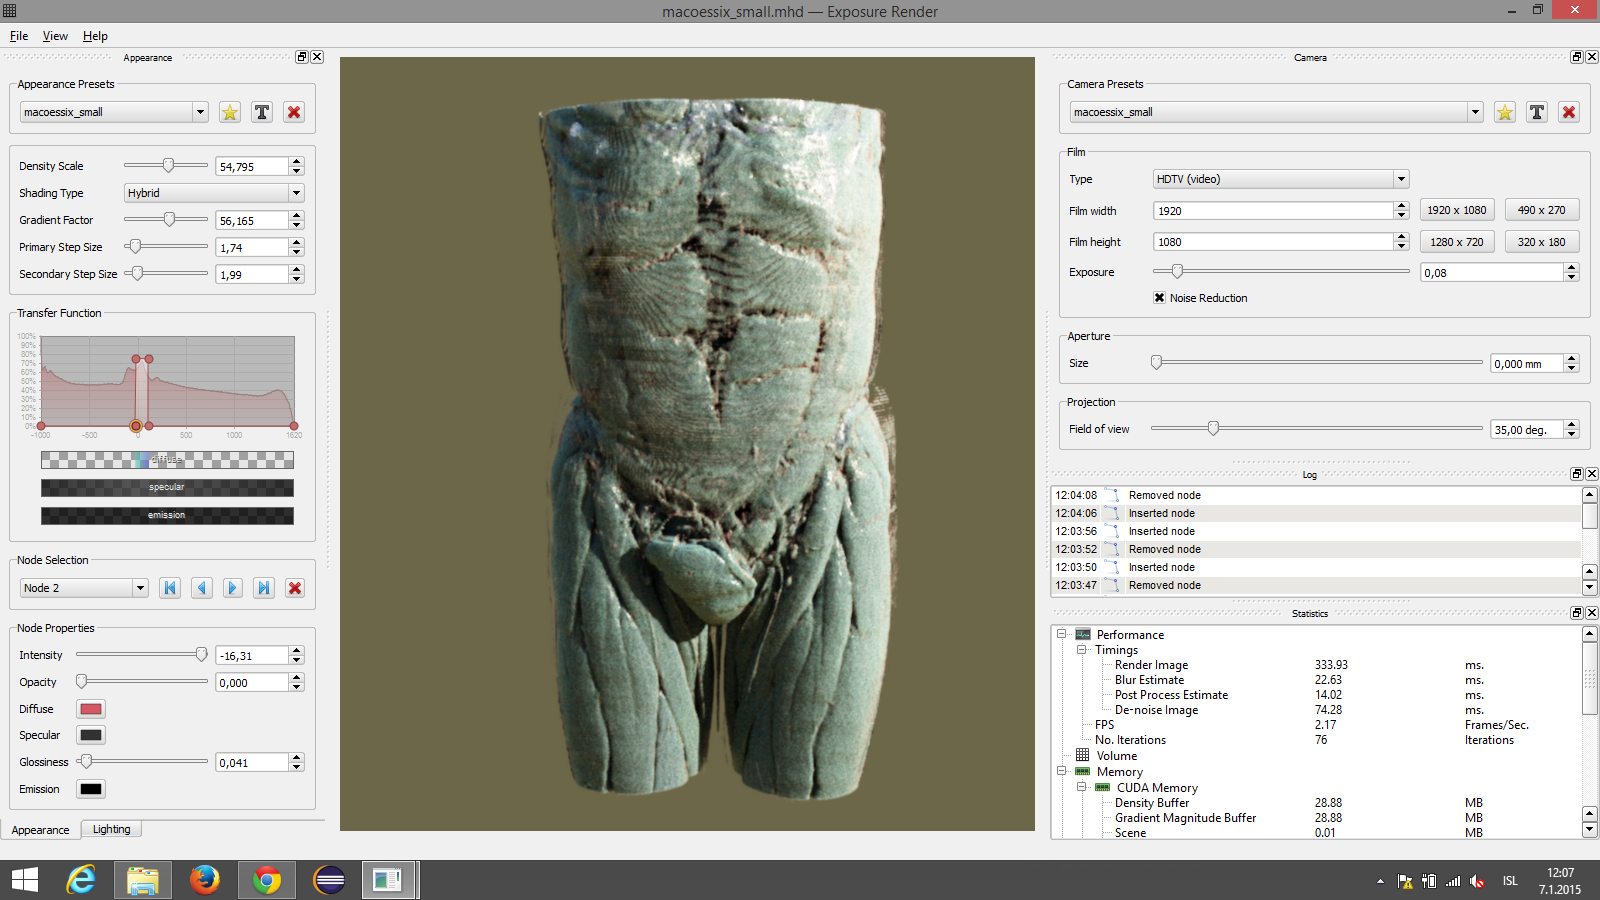 macoessix_small.mhd — Exposure Render
File View Help
Appearance
Appearance Presets
macoessix_small
Density Scale 54,795
Shading Type Hybrid
Gradient Factor 56,165
Primary Step Size 1,74
Secondary Step Size 1,99
Transfer Function
100%
90%
80%
70%
60%
50%
40%
30%
20%
10%
0%
-1000 -500 0 500 1000 1620
diffuse
specular
emission
Node Selection
Node 2
Node Properties
Intensity -16,31
Opacity 0,000
Diffuse
Specular
Glossiness 0,041
Emission
Appearance Lighting
Camera
Camera Presets
macoessix_small
Film
Type HDTV (video)
Film width 1920 1920 x 1080 490 x 270
Film height 1080 1280 x 720 320 x 180
Exposure 0,08
Noise Reduction
Aperture
Size 0,000 mm
Projection
Field of view 35,00 deg.
Log
12:04:08 Removed node
12:04:06 Inserted node
12:03:56 Inserted node
12:03:52 Removed node
12:03:50 Inserted node
12:03:47 Removed node
Statistics
Performance
Timings
Render Image 333.93 ms.
Blur Estimate 22.63 ms.
Post Process Estimate 14.02 ms.
De-noise Image 74.28 ms.
FPS 2.17 Frames/Sec.
No. Iterations 76 Iterations
Volume
Memory
CUDA Memory
Density Buffer 28.88 MB
Gradient Magnitude Buffer 28.88 MB
Scene 0.01 MB
ISL
12:07
7.1.2015